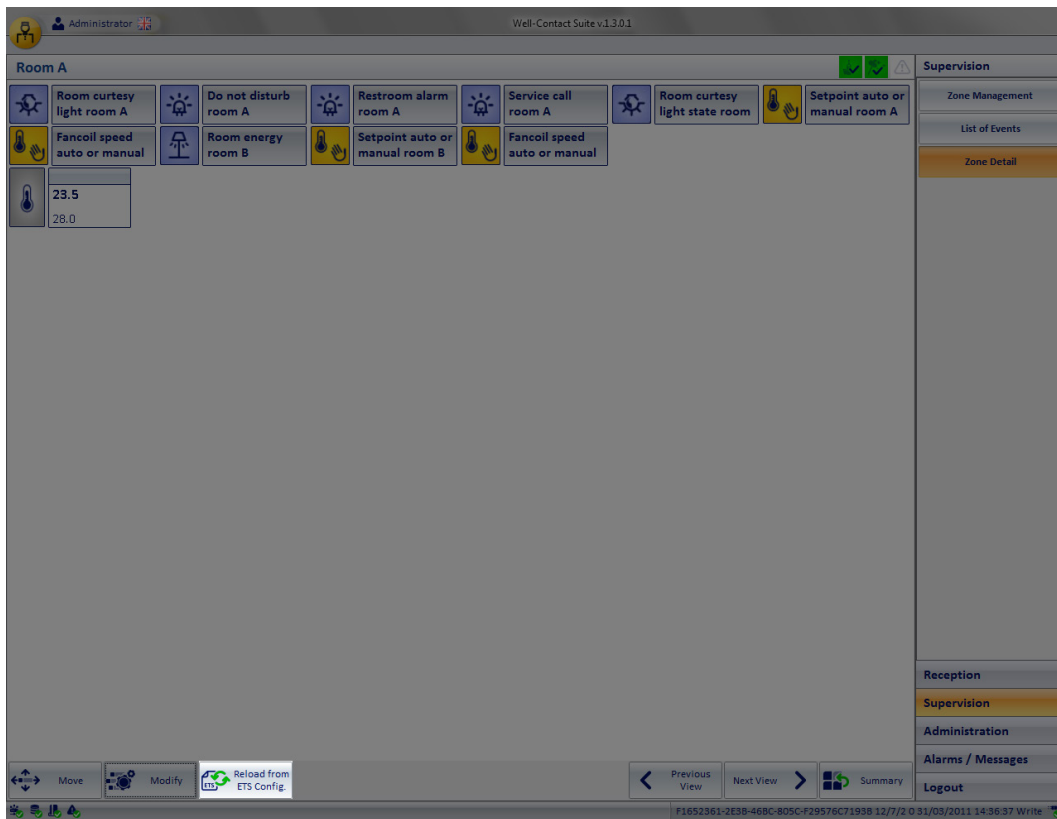 Administrator
Well-Contact Suite v.1.3.0.1
Room A
Room curtesy
light room A
Do not disturb
room A
Restroom alarm
room A
Service call
room A
Room curtesy
light state room
Setpoint auto or
manual room A
Fancoil speed
auto or manual
Room energy
room B
Setpoint auto or
manual room B
Fancoil speed
auto or manual
23.5
28.0
Supervision
Zone Management
List of Events
Zone Detail
Reception
Supervision
Administration
Alarms / Messages
Logout
Move
Modify
ETS
Reload from
ETS Config.
Previous
View
Next View
Summary
F1652361-2E3B-468C-805C-F29576C7193B 12/7/2 0 31/03/2011 14:36:37 Write